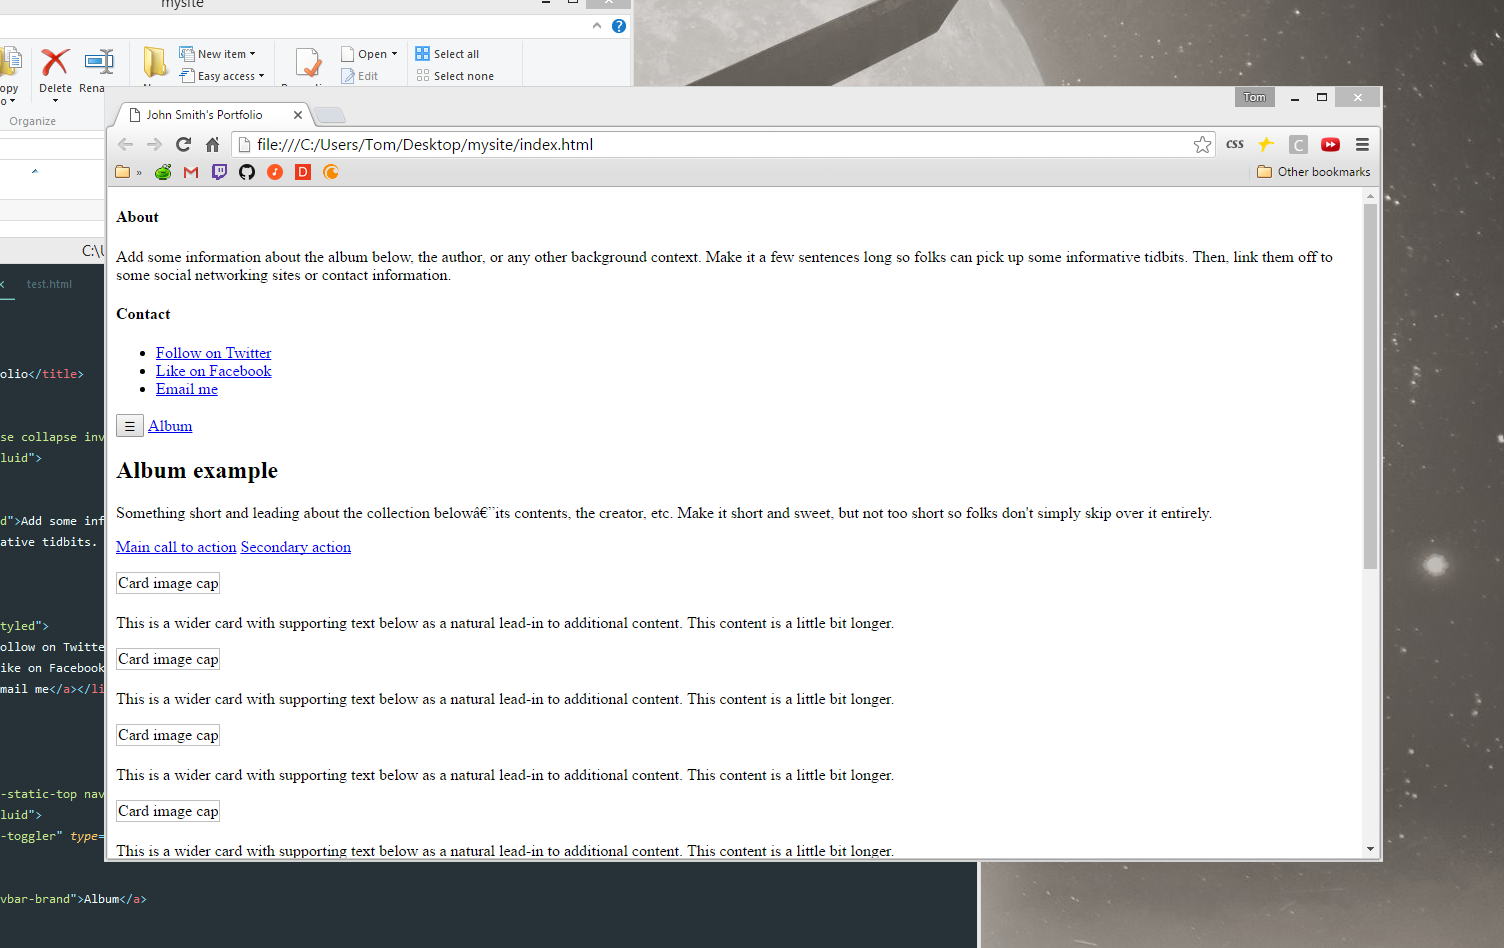 mysite
New item
Open
Select all
Easy access
Edit
Select none
Delete
Organize
Tom
John Smith's Portfolio
file:///C:/Users/Tom/Desktop/mysite/index.html
css
C
D
»
Other bookmarks
About
Add some information about the album below, the author, or any other background context. Make it a few sentences long so folks can pick up some informative tidbits. Then, link them off to
some social networking sites or contact information.
Contact
Follow on Twitter
Like on Facebook
Email me
☰ Album
Album example
Something short and leading about the collection belowâ€”its contents, the creator, etc. Make it short and sweet, but not too short so folks don't simply skip over it entirely.
Main call to action Secondary action
Card image cap
This is a wider card with supporting text below as a natural lead-in to additional content. This content is a little bit longer.
Card image cap
This is a wider card with supporting text below as a natural lead-in to additional content. This content is a little bit longer.
Card image cap
This is a wider card with supporting text below as a natural lead-in to additional content. This content is a little bit longer.
Card image cap
This is a wider card with supporting text below as a natural lead-in to additional content. This content is a little bit longer.
test.html
olio</title>
se collapse inv
luid">
d">Add some inf
ative tidbits.
tyled">
ollow on Twitte
ike on Facebook
mail me</a></li
-static-top nav
luid">
-toggler" type=
vbar-brand">Album</a>